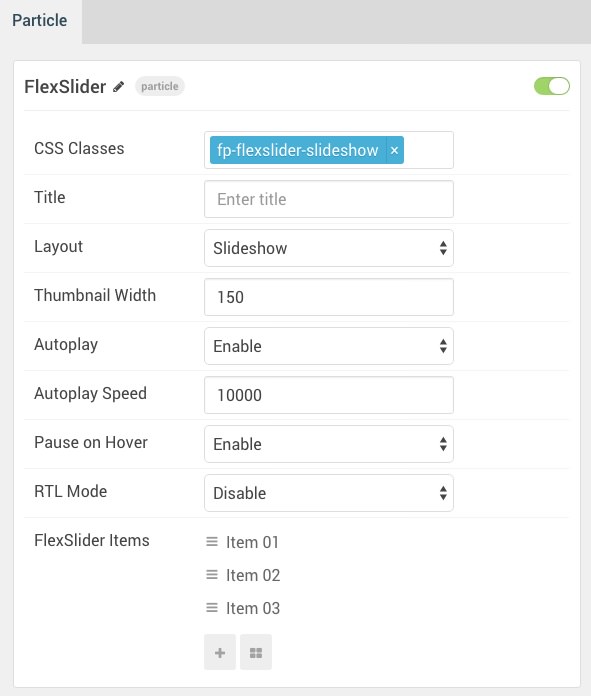 Particle
FlexSlider particle
CSS Classes fp-flexslider-slideshow ×
Title Enter title
Layout Slideshow
Thumbnail Width 150
Autoplay Enable
Autoplay Speed 10000
Pause on Hover Enable
RTL Mode Disable
FlexSlider Items Item 01
Item 02
Item 03